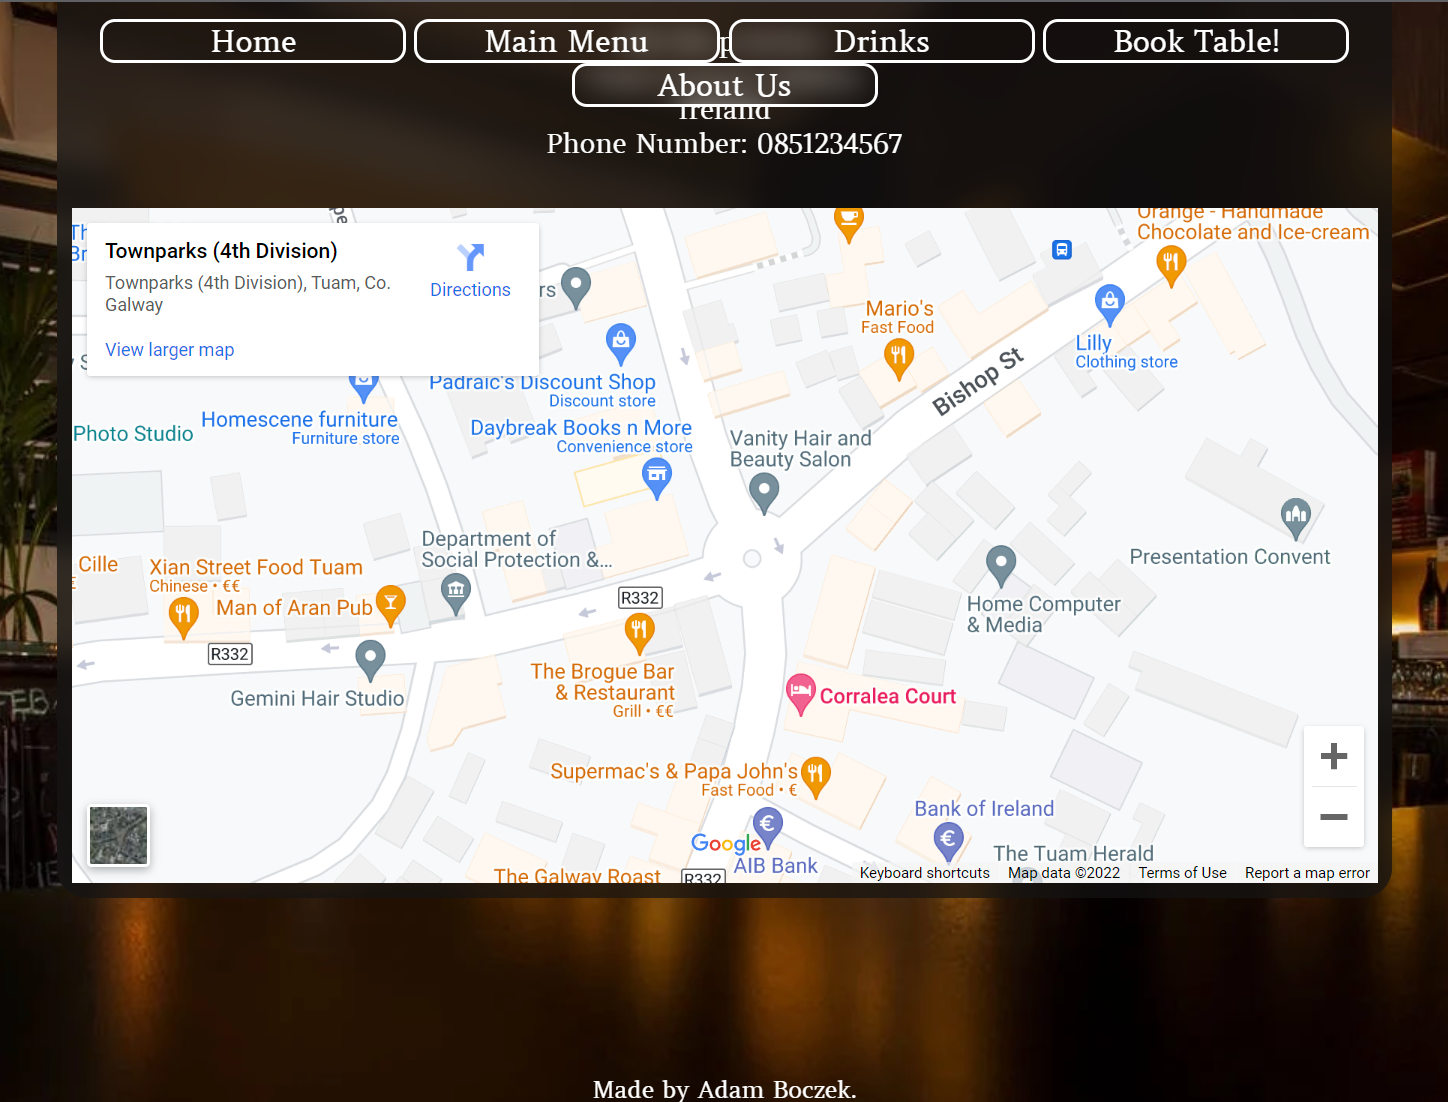 Home
Main Menu
Drinks
Book Table!
About Us
Ireland
Phone Number: 0851234567
Townparks (4th Division)
Townparks (4th Division), Tuam, Co.
Galway
Directions
View larger map
Orange - Handmade
Chocolate and Ice-cream
Mario's
Fast Food
Lilly
Clothing store
Bishop St
Padraic's Discount Shop
Discount store
Homescene furniture
Furniture store
Photo Studio
Daybreak Books n More
Convenience store
Vanity Hair and
Beauty Salon
Department of
Social Protection &...
Presentation Convent
Cille
Xian Street Food Tuam
Chinese • €€
Man of Aran Pub
R332
R332
Home Computer
& Media
The Brogue Bar
& Restaurant
Grill • €€
Gemini Hair Studio
Corralea Court
Supermac's & Papa John's
Fast Food • €
Bank of Ireland
Google
AIB Bank
The Tuam Herald
The Galway Roast
R332
Keyboard shortcuts
Map data ©2022
Terms of Use
Report a map error
Made by Adam Boczek.